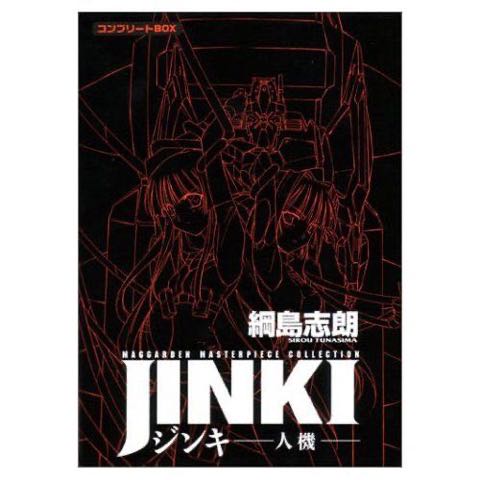 コンプリートBOX
綱島志朗
SIROU TUNASIMA
MAGGARDEN MASTERPIECE COLLECTION
JINKI
ジンキ ── 人機 ──